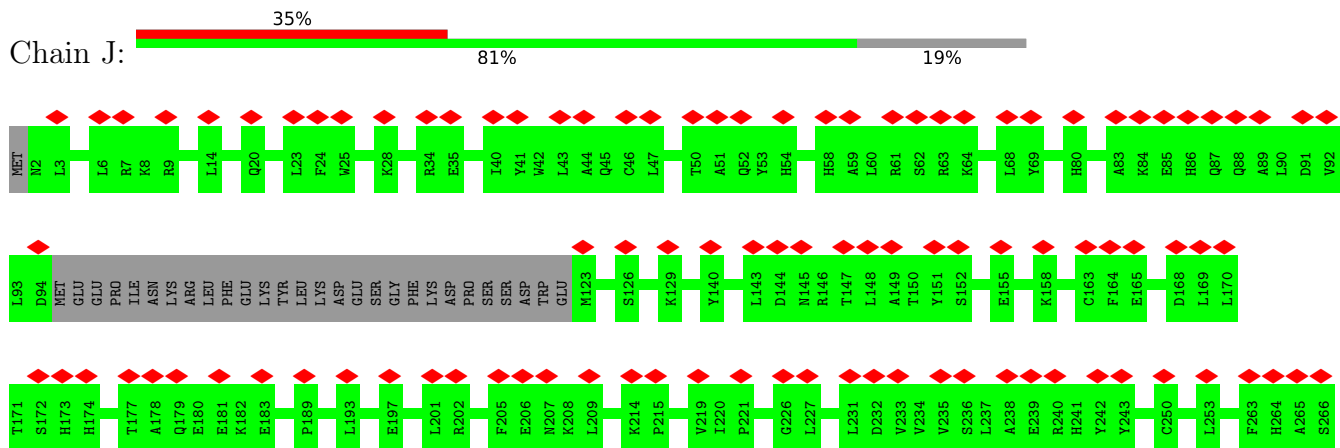 35%
Chain J:
81% 19%
MET N2 L3 L6 R7 K8 R9 L14 Q20 L23 F24 W25 K28 R34 E35 I40 Y41 W42 L43 A44 Q45 C46 L47 T50 A51 Q52 Y53 H54 H58 A59 L60 R61 S62 R63 K64 L68 Y69 H80 A83 K84 E85 H86 Q87 Q88 A89 L90 D91 V92
L93 D94 MET GLU GLU PRO ILE ASN LYS ARG LEU PHE GLU LYS TYR LEU LYS ASP GLU SER GLY PHE LYS ASP PRO SER SER ASP TRP GLU M123 S126 K129 Y140 L143 D144 N145 R146 T147 L148 A149 T150 Y151 S152 E155 K158 C163 F164 E165 D168 L169 L170
T171 S172 H173 H174 T177 A178 Q179 E180 E181 K182 E183 P189 L193 E197 L201 R202 F205 E206 N207 K208 L209 K214 P215 V219 I220 P221 G226 L227 L231 D232 V233 V234 V235 S236 L237 A238 E239 R240 H241 Y242 Y243 C250 L253 F263 H264 A265 S266